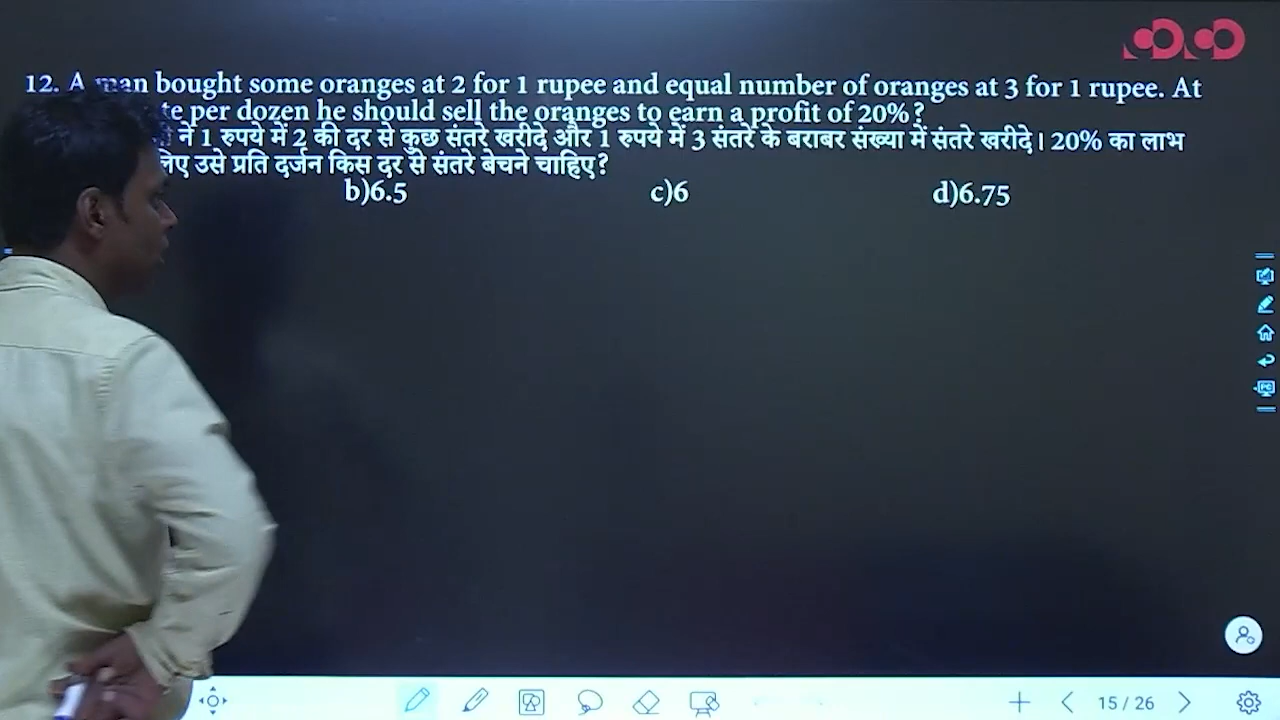 12. A man bought some oranges at 2 for 1 rupee and equal number of oranges at 3 for 1 rupee. At
per dozen he should sell the oranges to earn a profit of 20%?
ने 1 रुपये में 2 की दर से कुछ संतरे खरीदे और 1 रुपये में 3 संतरे के बराबर संख्या में संतरे खरीदे। 20% का लाभ
उसे प्रति दर्जन किस दर से संतरे बेचने चाहिए?
b)6.5 c)6 d)6.75
15 / 26